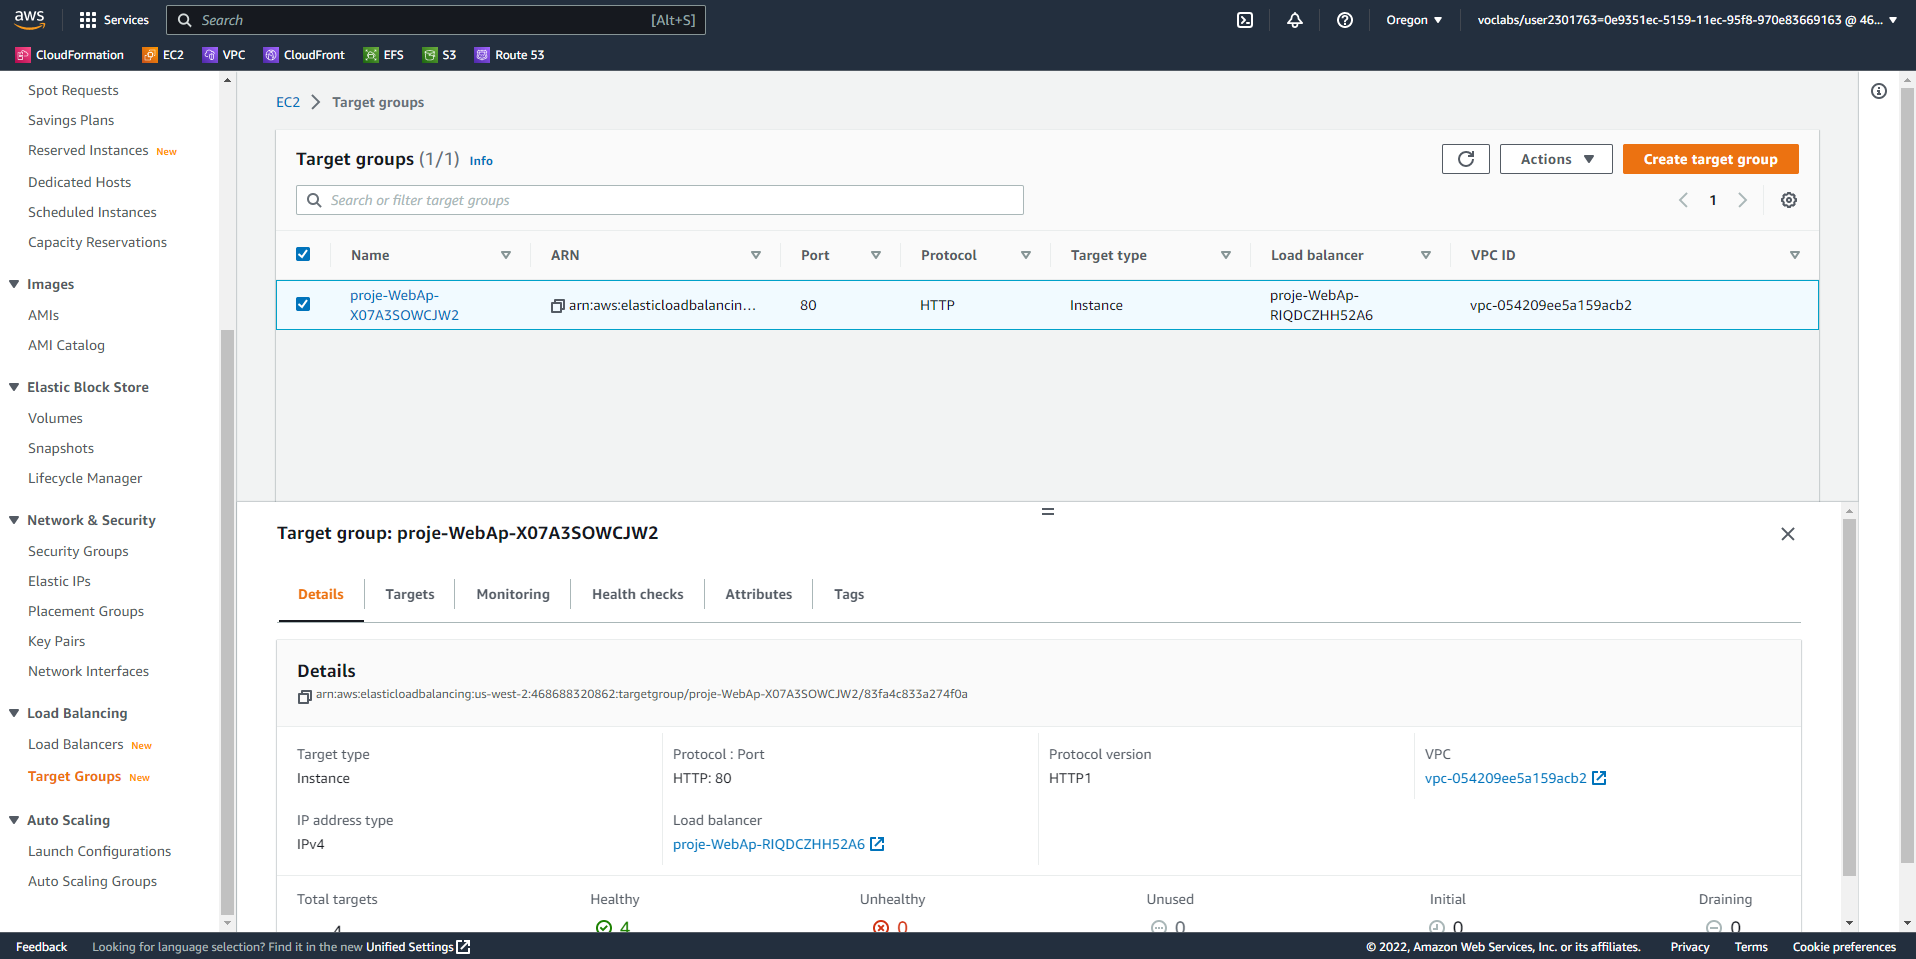 aws
Services
Search [Alt+S]
Oregon
voclabs/user2301763=0e9351ec-5159-11ec-95f8-970e83669163 @ 46...
CloudFormation
EC2
VPC
CloudFront
EFS
S3
Route 53
Spot Requests
Savings Plans
Reserved Instances New
Dedicated Hosts
Scheduled Instances
Capacity Reservations
Images
AMIs
AMI Catalog
Elastic Block Store
Volumes
Snapshots
Lifecycle Manager
Network & Security
Security Groups
Elastic IPs
Placement Groups
Key Pairs
Network Interfaces
Load Balancing
Load Balancers New
Target Groups New
Auto Scaling
Launch Configurations
Auto Scaling Groups
EC2 > Target groups
Target groups (1/1) Info
Actions
Create target group
Search or filter target groups
1
Name
ARN
Port
Protocol
Target type
Load balancer
VPC ID
proje-WebAp-
X07A3SOWCJW2
arn:aws:elasticloadbalancin...
80
HTTP
Instance
proje-WebAp-
RIQDCZHH52A6
vpc-054209ee5a159acb2
Target group: proje-WebAp-X07A3SOWCJW2
Details
Targets
Monitoring
Health checks
Attributes
Tags
Details
arn:aws:elasticloadbalancing:us-west-2:468688320862:targetgroup/proje-WebAp-X07A3SOWCJW2/83fa4c833a274f0a
Target type
Instance
Protocol : Port
HTTP: 80
Protocol version
HTTP1
VPC
vpc-054209ee5a159acb2
IP address type
IPv4
Load balancer
proje-WebAp-RIQDCZHH52A6
Total targets
4
Healthy
4
Unhealthy
0
Unused
0
Initial
0
Draining
0
Feedback
Looking for language selection? Find it in the new Unified Settings
© 2022, Amazon Web Services, Inc. or its affiliates.
Privacy
Terms
Cookie preferences